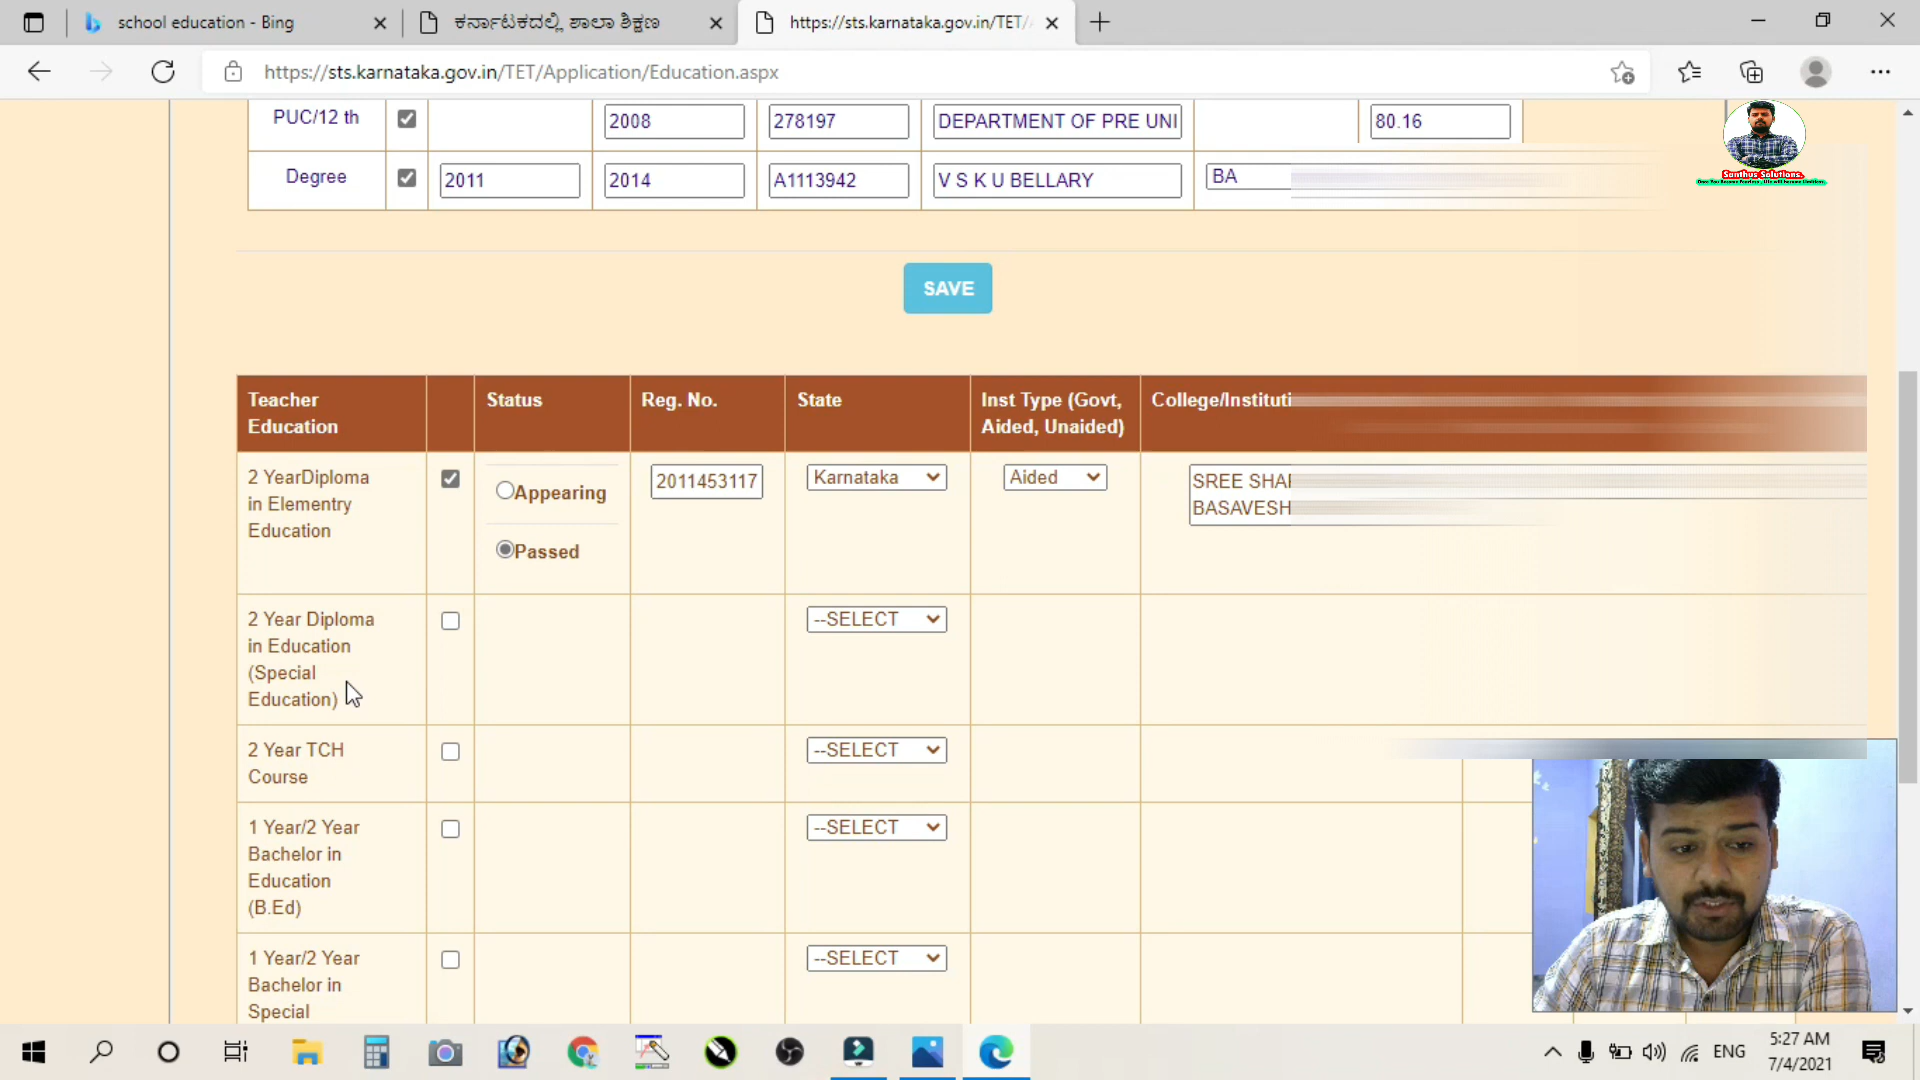 school education - Bing
ಕರ್ನಾಟಕದಲ್ಲಿ ಶಾಲಾ ಶಿಕ್ಷಣ
https://sts.karnataka.gov.in/TET/
https://sts.karnataka.gov.in/TET/Application/Education.aspx
PUC/12 th 2008 278197 DEPARTMENT OF PRE UNI 80.16
Degree 2011 2014 A1113942 V S K U BELLARY BA
Santhus Solutions.
SAVE
Teacher Education Status Reg. No. State Inst Type (Govt, Aided, Unaided) College/Instituti
2 YearDiploma
in Elementry
Education
Appearing
Passed
2011453117
Karnataka
Aided
SREE SHA
BASAVESH
2 Year Diploma
in Education
(Special
Education)
--SELECT
2 Year TCH
Course
--SELECT
1 Year/2 Year
Bachelor in
Education
(B.Ed)
--SELECT
1 Year/2 Year
Bachelor in
Special
--SELECT
ENG
5:27 AM
7/4/2021